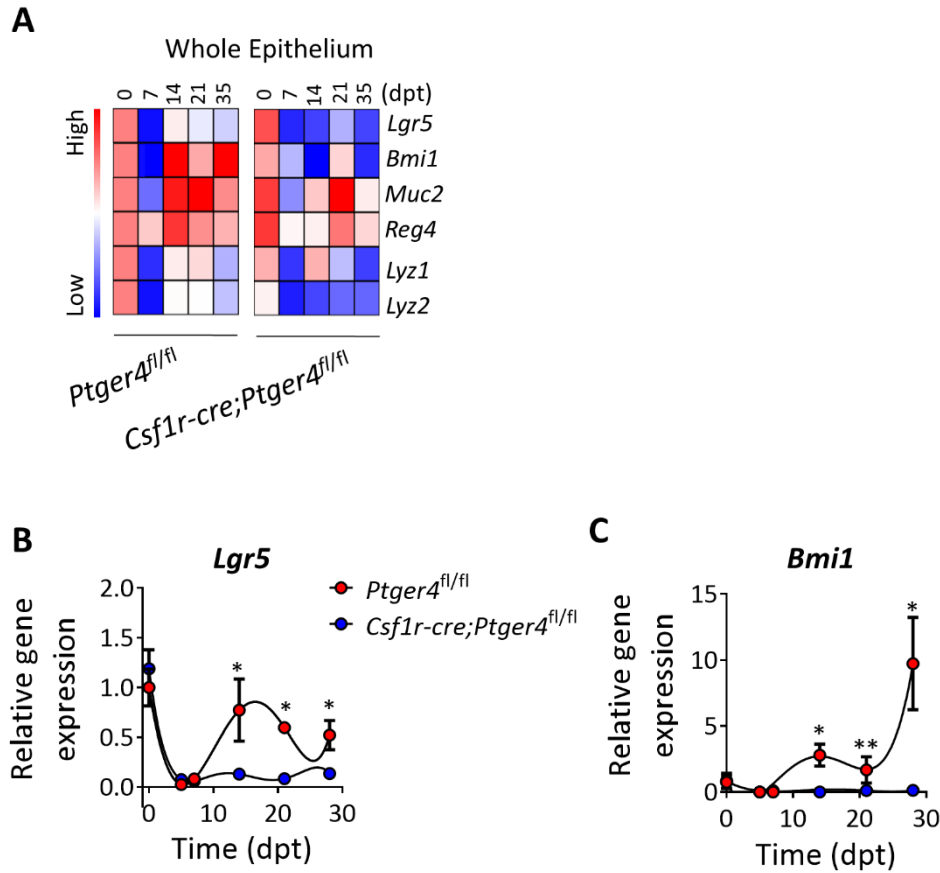 A
Whole Epithelium
0 7 14 21 35 0 7 14 21 35 (dpt)
High
Low
Lgr5
Bmi1
Muc2
Reg4
Lyz1
Lyz2
Ptger4fl/fl
Csf1r-cre;Ptger4fl/fl
B
Lgr5
Ptger4fl/fl
Csf1r-cre;Ptger4fl/fl
Relative gene
expression
2.0
1.5
1.0
0.5
0.0
* * *
0 10 20 30
Time (dpt)
C
Bmi1
Relative gene
expression
15
10
5
0
* ** *
0 10 20 30
Time (dpt)